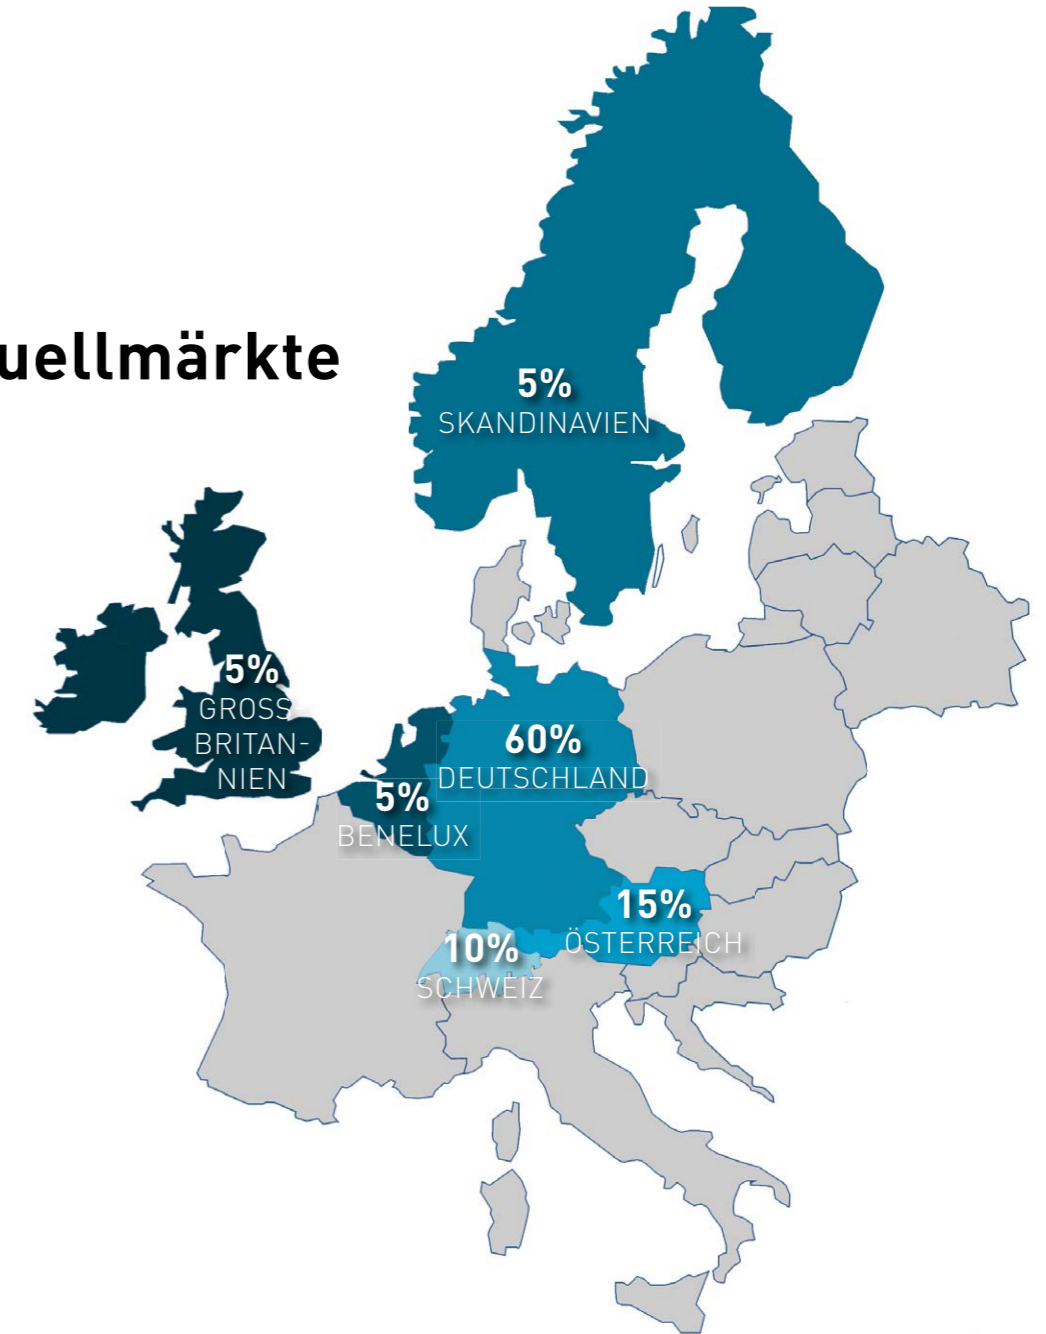 uellmärkte
5%
SKANDINAVIEN
5%
GROSS-
BRITAN-
NIEN
60%
DEUTSCHLAND
5%
BENELUX
15%
ÖSTERREICH
10%
SCHWEIZ